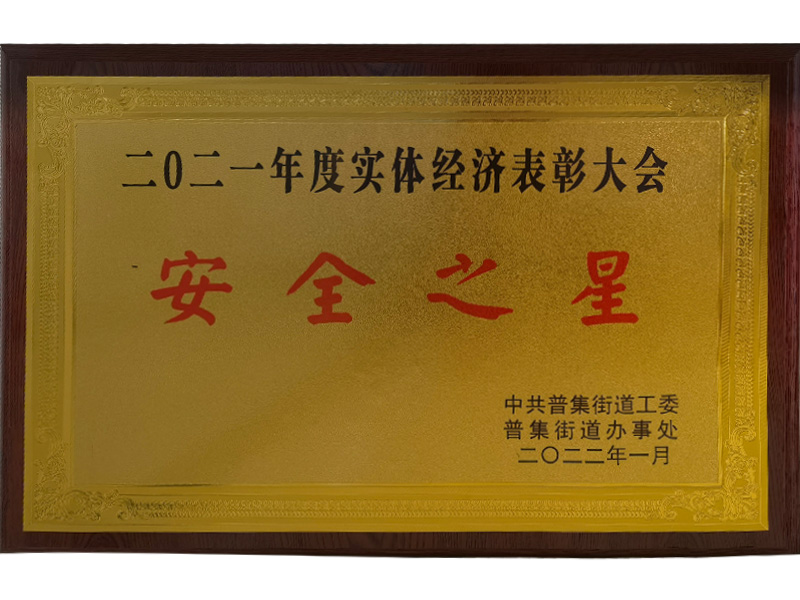 二〇二一年度实体经济表彰大会
安全之星
中共普集街道工委
普集街道办事处
二〇二二年一月